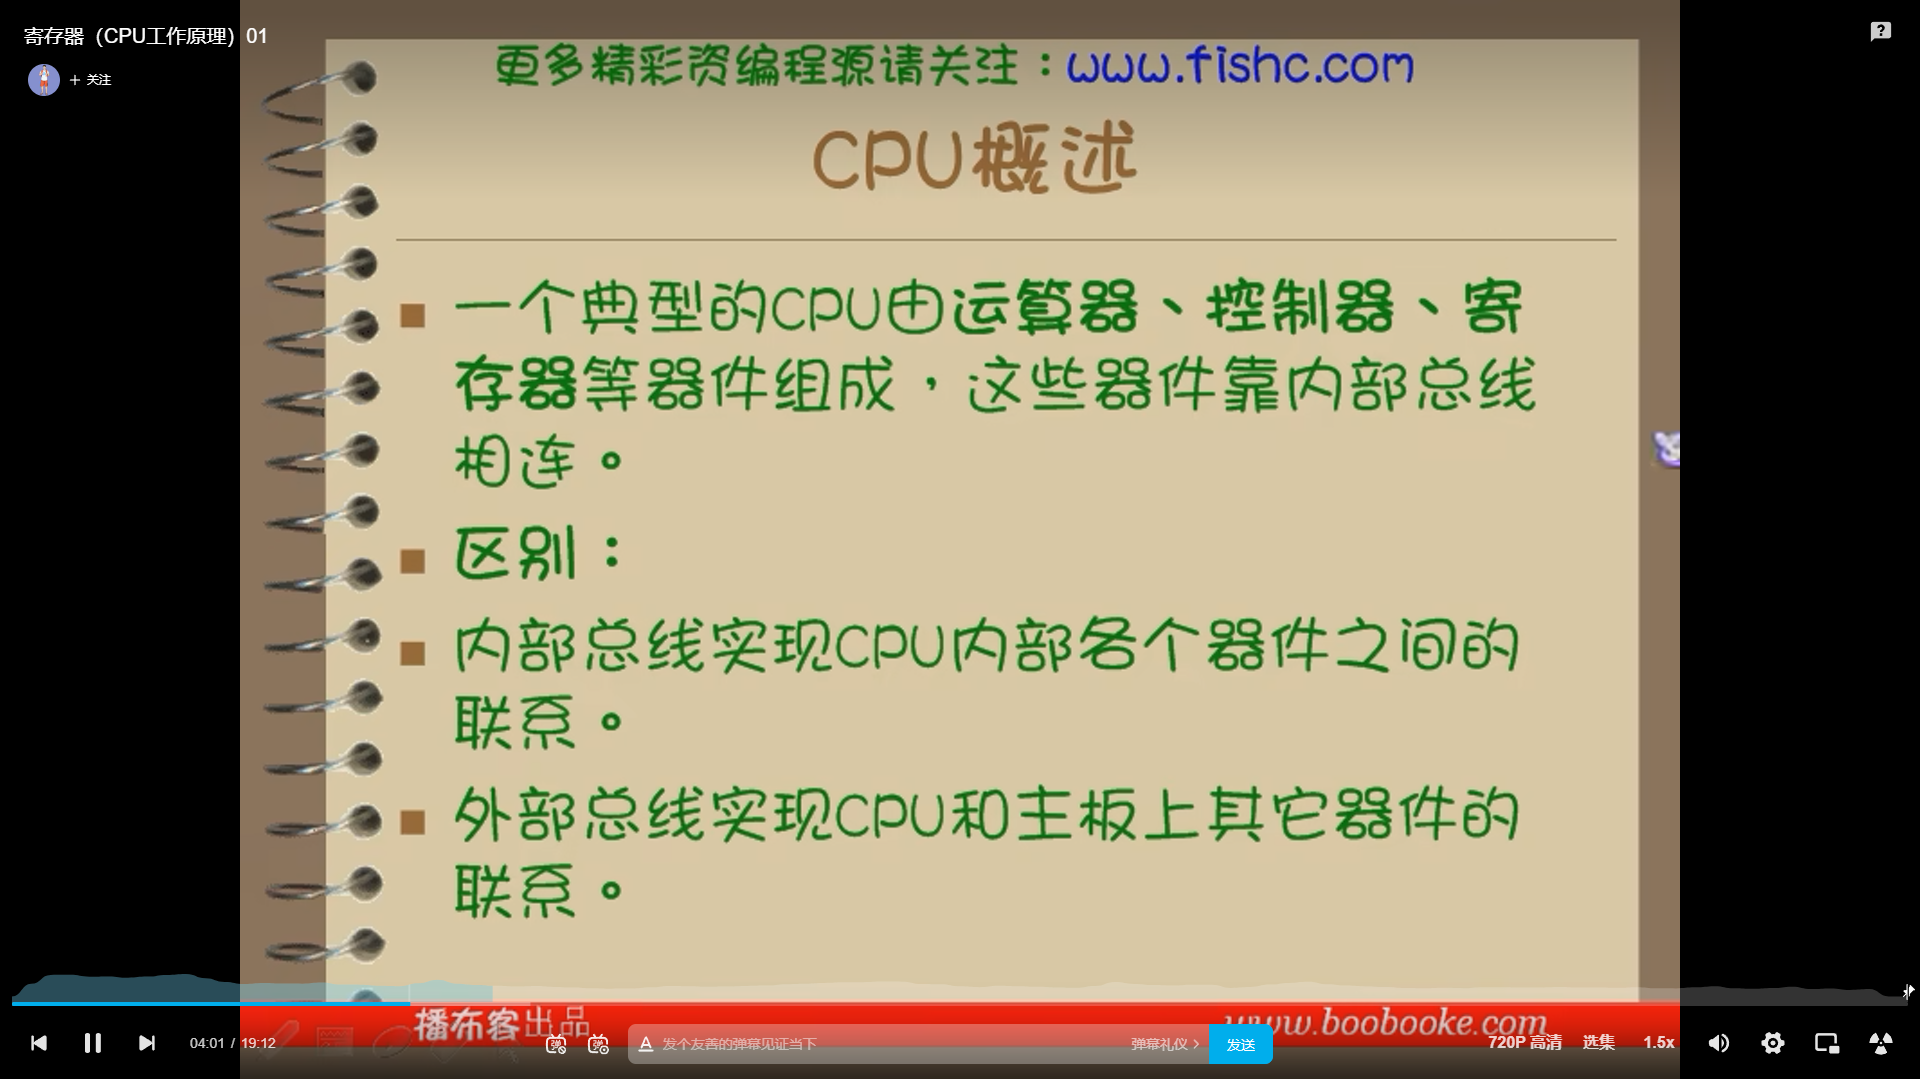 寄存器（CPU工作原理）01
+ 关注
更多精彩资编程源请关注：www.fishc.com
CPU概述
一个典型的CPU由运算器、控制器、寄
存器等器件组成，这些器件靠内部总线
相连。
区别：
内部总线实现CPU内部各个器件之间的
联系。
外部总线实现CPU和主板上其它器件的
联系。
播布客出品
www.boobooke.com
04:01 / 19:12
发个友善的弹幕见证当下
弹幕礼仪 >
发送
720P 高清
选集
1.5x